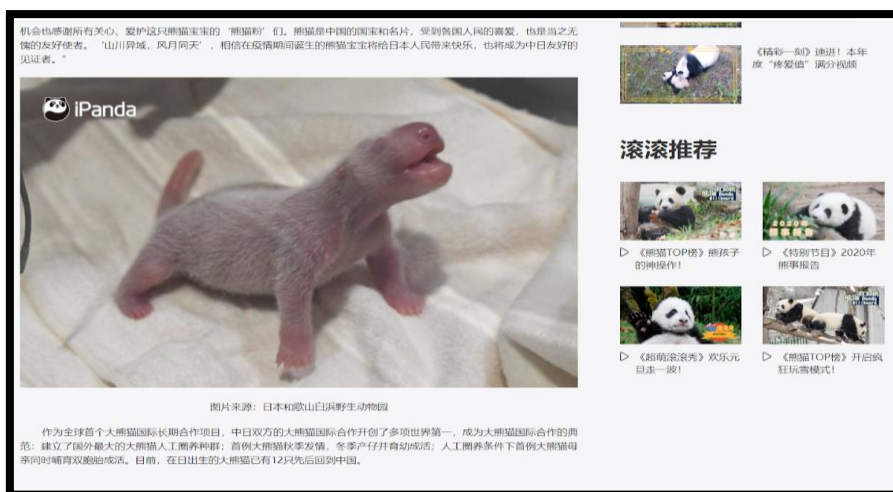 机会也感谢所有关心、爱护这只熊猫宝宝的‘熊猫粉’们。熊猫是中国的国宝和名片，受到各国人民的喜爱，也是当之无
愧的友好使者。‘山川异域，风月同天’，相信在疫情期间诞生的熊猫宝宝将给日本人民带来快乐，也将成为中日友好的
见证者。”
iPanda
图片来源：日本和歌山白浜野生动物园
作为全球首个大熊猫国际长期合作项目，中日双方的大熊猫国际合作开创了多项世界第一，成为大熊猫国际合作的典
范：建立了国外最大的大熊猫人工圈养种群；首例大熊猫秋季发情，冬季产仔并育幼成活；人工圈养条件下首例大熊猫母
亲同时哺育双胞胎成活。目前，在日出生的大熊猫已有12只先后回到中国。
《精彩一刻》速进！本年
度“疼爱值”满分视频
滚滚推荐
《熊猫TOP榜》熊孩子
的神操作！
2020年
《特别节目》2020年
熊事报告
《超萌滚滚秀》欢乐元
旦走一波！
《熊猫TOP榜》开启疯
狂玩雪模式！